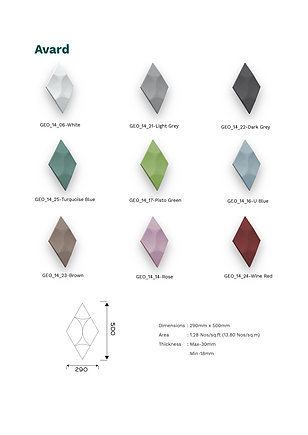 Avard
GEO_14_06-White
GEO_14_21-Light Grey
GEO_14_22-Dark Grey
GEO_14_25-Turquoise Blue
GEO_14_17-Pisto Green
GEO_14_16-U Blue
GEO_14_23-Brown
GEO_14_14-Rose
GEO_14_24-Wine Red
500
290
Dimensions : 290mm x 500mm
Area : 1.28 Nos/sq.ft (13.80 Nos/sq.m)
Thickness : Max-30mm
Min-18mm